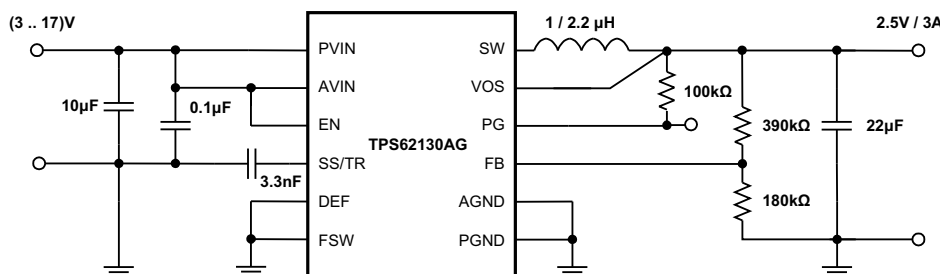 (3 .. 17)V
1 / 2.2 µH
2.5V / 3A
PVIN
SW
AVIN
VOS
10µF
0.1µF
100kΩ
EN
PG
390kΩ
22µF
TPS62130AG
SS/TR
FB
3.3nF
DEF
AGND
180kΩ
FSW
PGND